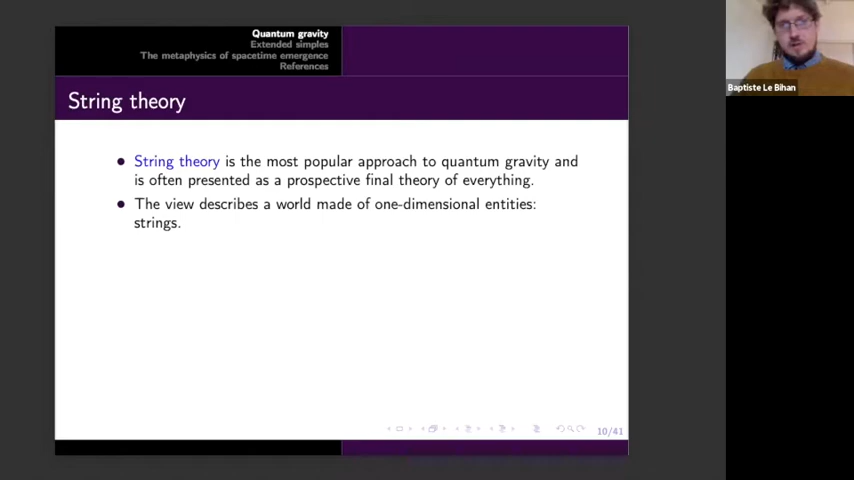 Quantum gravity
Extended simples
The metaphysics of spacetime emergence
References
Baptiste Le Bihan
String theory
• String theory is the most popular approach to quantum gravity and
is often presented as a prospective final theory of everything.
• The view describes a world made of one-dimensional entities:
strings.
10/41